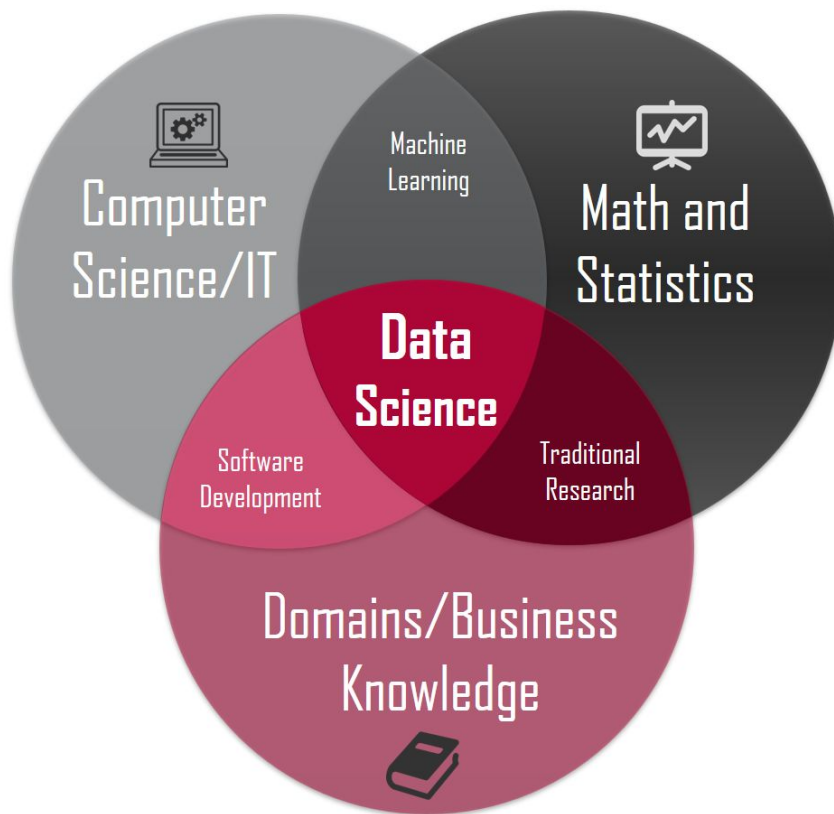 Machine
Learning
Computer
Science/IT
Math and
Statistics
Data
Science
Software
Development
Traditional
Research
Domains/Business
Knowledge